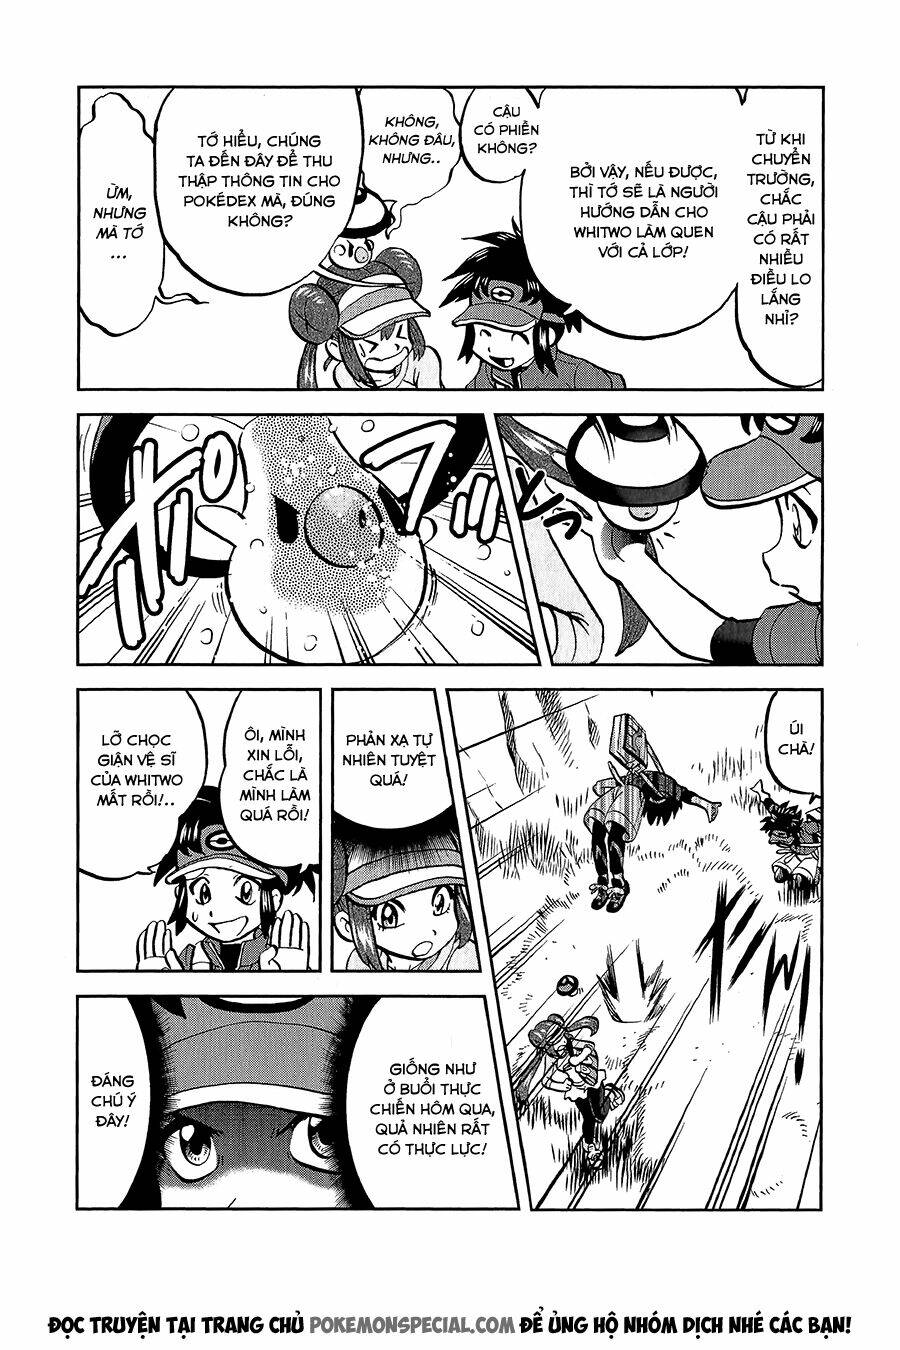 TỪ KHI
CHUYỂN
TRƯỜNG,
CHẮC
CẬU PHẢI
CÓ RẤT
NHIỀU
ĐIỀU LO
LẮNG
NHỈ?
BỞI VẬY, NẾU ĐƯỢC,
THÌ TỚ SẼ LÀ NGƯỜI
HƯỚNG DẪN CHO
WHITWO LÀM QUEN
VỚI CẢ LỚP!
CẬU
CÓ PHIỀN
KHÔNG?
KHÔNG,
KHÔNG ĐÂU,
NHƯNG..
TỚ HIỂU, CHÚNG
TA ĐẾN ĐÂY ĐỂ THU
THẬP THÔNG TIN CHO
POKÉDEX MÀ, ĐÚNG
KHÔNG?
ỪM,
NHƯNG
MÀ TỚ
...
ÚI
CHÀ!
PHẢN XẠ TỰ
NHIÊN TUYỆT
QUÁ!
ÔI, MÌNH
XIN LỖI,
CHẮC LÀ
MÌNH LÀM
QUÁ RỒI!
LỠ CHỌC
GIẬN VỆ SĨ
CỦA WHITWO
MẤT RỒI!..
GIỐNG NHƯ
Ở BUỔI THỰC
CHIẾN HÔM QUA,
QUẢ NHIÊN RẤT
CÓ THỰC LỰC!
ĐÁNG
CHÚ Ý
ĐÂY!
ĐỌC TRUYỆN TẠI TRANG CHỦ POKEMONSPECIAL.COM ĐỂ ỦNG HỘ NHÓM DỊCH NHÉ CÁC BẠN!